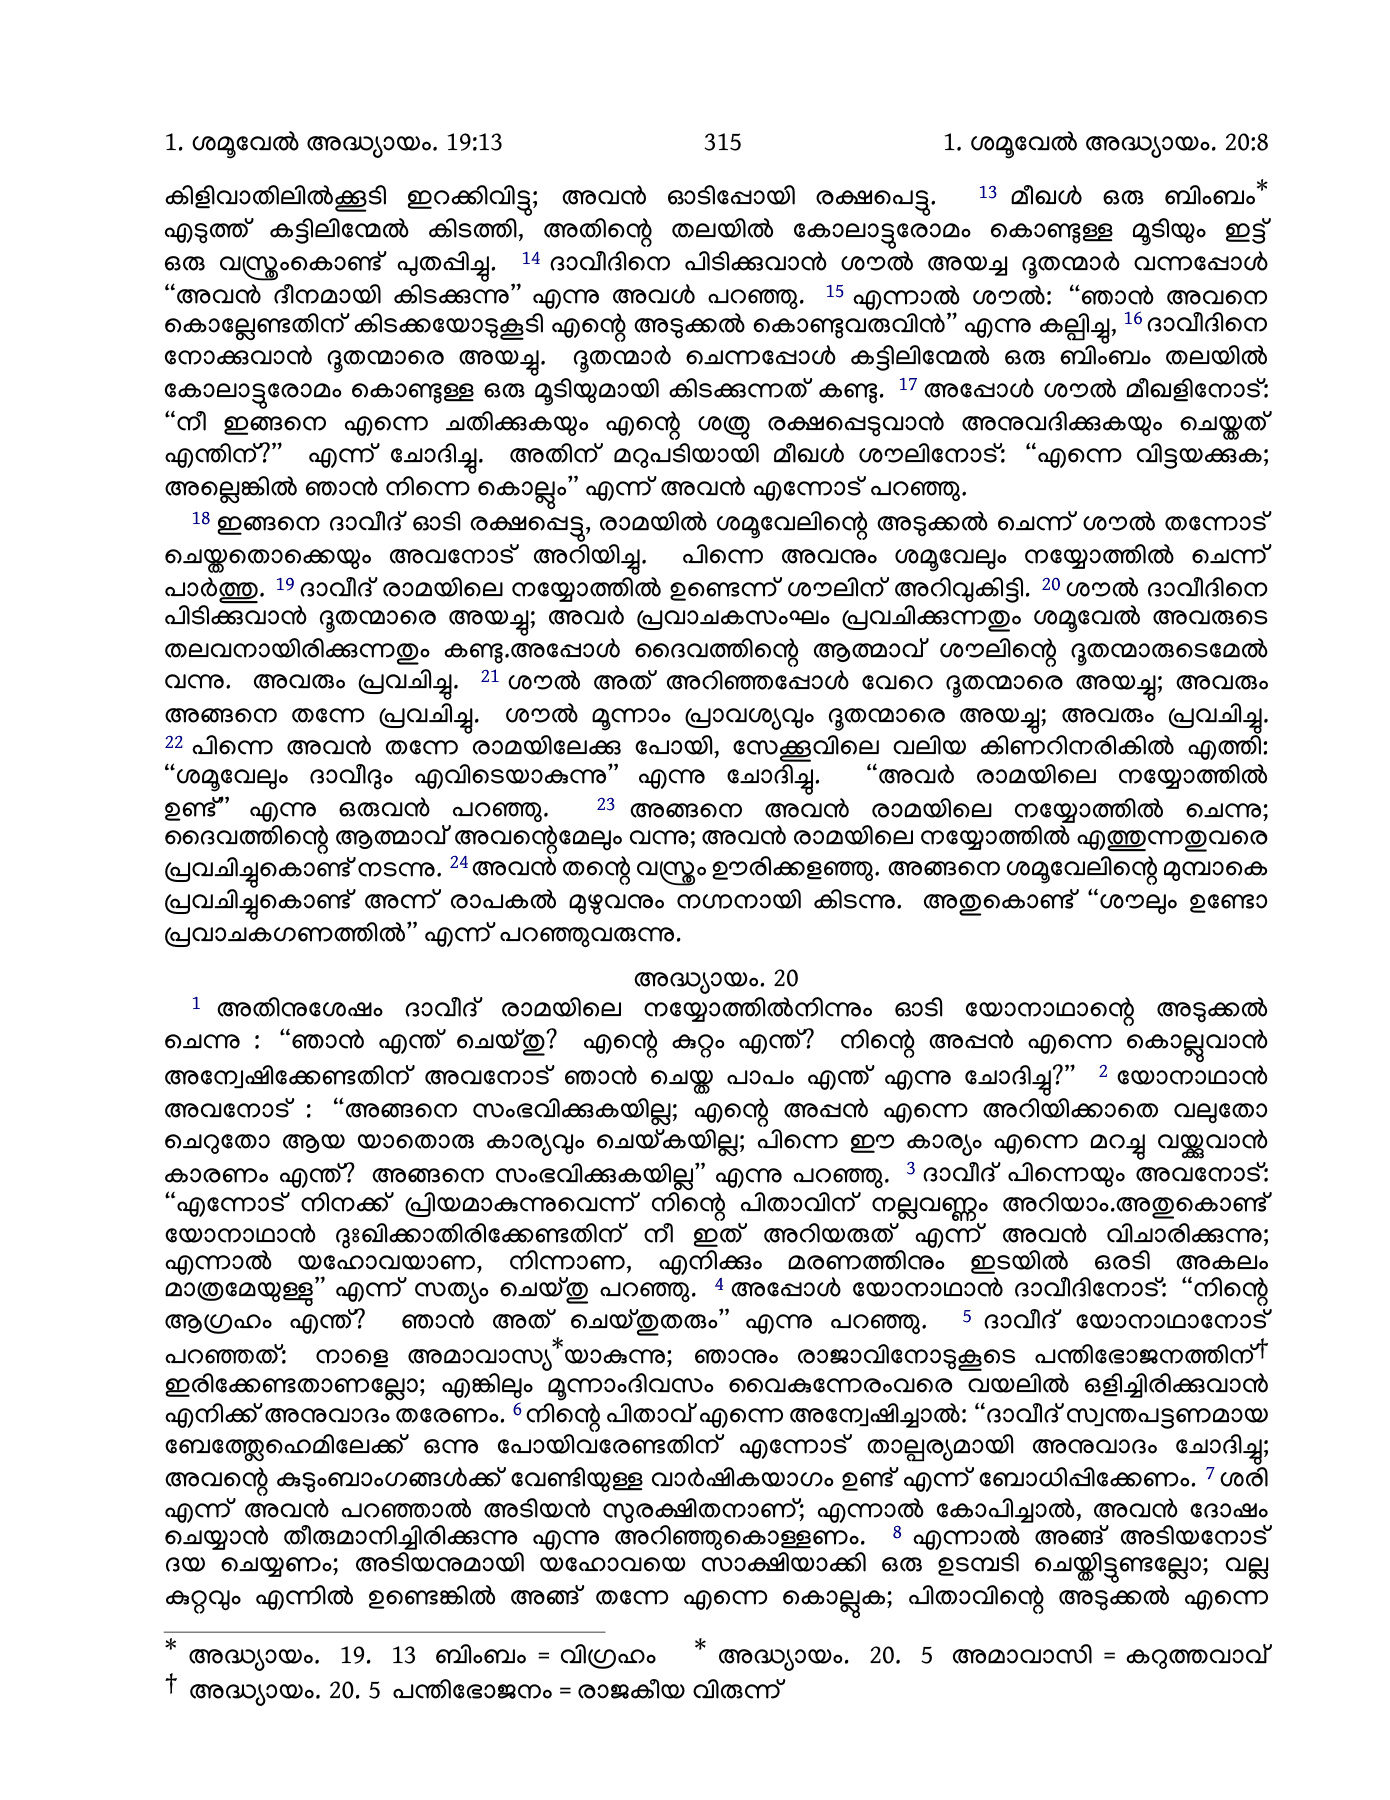 1. ശമൂവേൽ അദ്ധ്യായം. 19:13 315 1. ശമൂവേൽ അദ്ധ്യായം. 20:8
കിളിവാതിലിൽക്കൂടി ഇറക്കിവിട്ടു; അവൻ ഓടിപ്പോയി രക്ഷപെട്ടു. 13 മീഖൾ ഒരു ബിംബം*
എടുത്ത് കട്ടിലിന്മേൽ കിടത്തി, അതിന്റെ തലയിൽ കോലാട്ടുരോമം കൊണ്ടുള്ള മൂടിയും ഇട്ട്
ഒരു വസ്ത്രംകൊണ്ട് പുതപ്പിച്ചു. 14 ദാവീദിനെ പിടിക്കുവാൻ ശൗൽ അയച്ച ദൂതന്മാർ വന്നപ്പോൾ
“അവൻ ദീനമായി കിടക്കുന്നു” എന്നു അവൾ പറഞ്ഞു. 15 എന്നാൽ ശൗൽ: “ഞാൻ അവനെ
കൊല്ലേണ്ടതിന് കിടക്കയോടുകൂടി എന്റെ അടുക്കൽ കൊണ്ടുവരുവിൻ” എന്നു കല്പിച്ചു, 16 ദാവീദിനെ
നോക്കുവാൻ ദൂതന്മാരെ അയച്ചു. ദൂതന്മാർ ചെന്നപ്പോൾ കട്ടിലിന്മേൽ ഒരു ബിംബം തലയിൽ
കോലാട്ടുരോമം കൊണ്ടുള്ള ഒരു മൂടിയുമായി കിടക്കുന്നത് കണ്ടു. 17 അപ്പോൾ ശൗൽ മീഖളിനോട്:
“നീ ഇങ്ങനെ എന്നെ ചതിക്കുകയും എന്റെ ശത്രു രക്ഷപ്പെടുവാൻ അനുവദിക്കുകയും ചെയ്തത്
എന്തിന്?” എന്ന് ചോദിച്ചു. അതിന് മറുപടിയായി മീഖൾ ശൗലിനോട്: “എന്നെ വിട്ടയക്കുക;
അല്ലെങ്കിൽ ഞാൻ നിന്നെ കൊല്ലും” എന്ന് അവൻ എന്നോട് പറഞ്ഞു.
18 ഇങ്ങനെ ദാവീദ് ഓടി രക്ഷപ്പെട്ടു, രാമയിൽ ശമൂവേലിന്റെ അടുക്കൽ ചെന്ന് ശൗൽ തന്നോട്
ചെയ്തതൊക്കെയും അവനോട് അറിയിച്ചു. പിന്നെ അവനും ശമൂവേലും നയ്യോത്തിൽ ചെന്ന്
പാർത്തു. 19 ദാവീദ് രാമയിലെ നയ്യോത്തിൽ ഉണ്ടെന്ന് ശൗലിന് അറിവുകിട്ടി. 20 ശൗൽ ദാവീദിനെ
പിടിക്കുവാൻ ദൂതന്മാരെ അയച്ചു; അവർ പ്രവാചകസംഘം പ്രവചിക്കുന്നതും ശമൂവേൽ അവരുടെ
തലവനായിരിക്കുന്നതും കണ്ടു.അപ്പോൾ ദൈവത്തിന്റെ ആത്മാവ് ശൗലിന്റെ ദൂതന്മാരുടെമേൽ
വന്നു. അവരും പ്രവചിച്ചു. 21 ശൗൽ അത് അറിഞ്ഞപ്പോൾ വേറെ ദൂതന്മാരെ അയച്ചു; അവരും
അങ്ങനെ തന്നേ പ്രവചിച്ചു. ശൗൽ മൂന്നാം പ്രാവശ്യവും ദൂതന്മാരെ അയച്ചു; അവരും പ്രവചിച്ചു.
22 പിന്നെ അവൻ തന്നേ രാമയിലേക്കു പോയി, സേക്കൂവിലെ വലിയ കിണറിനരികിൽ എത്തി:
“ശമൂവേലും ദാവീദും എവിടെയാകുന്നു” എന്നു ചോദിച്ചു. “അവർ രാമയിലെ നയ്യോത്തിൽ
ഉണ്ട്” എന്നു ഒരുവൻ പറഞ്ഞു. 23 അങ്ങനെ അവൻ രാമയിലെ നയ്യോത്തിൽ ചെന്നു;
ദൈവത്തിന്റെ ആത്മാവ് അവന്റെമേലും വന്നു; അവൻ രാമയിലെ നയ്യോത്തിൽ എത്തുന്നതുവരെ
പ്രവചിച്ചുകൊണ്ട് നടന്നു. 24 അവൻ തന്റെ വസ്ത്രം ഊരിക്കളഞ്ഞു. അങ്ങനെ ശമൂവേലിന്റെ മുമ്പാകെ
പ്രവചിച്ചുകൊണ്ട് അന്ന് രാപകൽ മുഴുവനും നഗ്നനായി കിടന്നു. അതുകൊണ്ട് “ശൗലും ഉണ്ടോ
പ്രവാചകഗണത്തിൽ” എന്ന് പറഞ്ഞുവരുന്നു.
അദ്ധ്യായം. 20
1 അതിനുശേഷം ദാവീദ് രാമയിലെ നയ്യോത്തിൽനിന്നും ഓടി യോനാഥാന്റെ അടുക്കൽ
ചെന്നു : “ഞാൻ എന്ത് ചെയ്തു? എന്റെ കുറ്റം എന്ത്? നിന്റെ അപ്പൻ എന്നെ കൊല്ലുവാൻ
അന്വേഷിക്കേണ്ടതിന് അവനോട് ഞാൻ ചെയ്ത പാപം എന്ത് എന്നു ചോദിച്ചു?” 2 യോനാഥാൻ
അവനോട് : “അങ്ങനെ സംഭവിക്കുകയില്ല; എന്റെ അപ്പൻ എന്നെ അറിയിക്കാതെ വലുതോ
ചെറുതോ ആയ യാതൊരു കാര്യവും ചെയ്കയില്ല; പിന്നെ ഈ കാര്യം എന്നെ മറച്ചു വയ്ക്കുവാൻ
കാരണം എന്ത്? അങ്ങനെ സംഭവിക്കുകയില്ല” എന്നു പറഞ്ഞു. 3 ദാവീദ് പിന്നെയും അവനോട്:
“എന്നോട് നിനക്ക് പ്രിയമാകുന്നുവെന്ന് നിന്റെ പിതാവിന് നല്ലവണ്ണം അറിയാം.അതുകൊണ്ട്
യോനാഥാൻ ദുഃഖിക്കാതിരിക്കേണ്ടതിന് നീ ഇത് അറിയരുത് എന്ന് അവൻ വിചാരിക്കുന്നു;
എന്നാൽ യഹോവയാണ, നിന്നാണ, എനിക്കും മരണത്തിനും ഇടയിൽ ഒരടി അകലം
മാത്രമേയുള്ളു” എന്ന് സത്യം ചെയ്തു പറഞ്ഞു. 4 അപ്പോൾ യോനാഥാൻ ദാവീദിനോട്: “നിന്റെ
ആഗ്രഹം എന്ത്? ഞാൻ അത് ചെയ്തുതരും” എന്നു പറഞ്ഞു. 5 ദാവീദ് യോനാഥാനോട്
പറഞ്ഞത്: നാളെ അമാവാസ്യ*യാകുന്നു; ഞാനും രാജാവിനോടുകൂടെ പന്തിഭോജനത്തിന്†
ഇരിക്കേണ്ടതാണല്ലോ; എങ്കിലും മൂന്നാംദിവസം വൈകുന്നേരംവരെ വയലിൽ ഒളിച്ചിരിക്കുവാൻ
എനിക്ക് അനുവാദം തരേണം. 6 നിന്റെ പിതാവ് എന്നെ അന്വേഷിച്ചാൽ: “ദാവീദ് സ്വന്തപട്ടണമായ
ബേത്ത്ലേഹെമിലേക്ക് ഒന്നു പോയിവരേണ്ടതിന് എന്നോട് താല്പര്യമായി അനുവാദം ചോദിച്ചു;
അവന്റെ കുടുംബാംഗങ്ങൾക്ക് വേണ്ടിയുള്ള വാർഷികയാഗം ഉണ്ട് എന്ന് ബോധിപ്പിക്കേണം. 7 ശരി
എന്ന് അവൻ പറഞ്ഞാൽ അടിയൻ സുരക്ഷിതനാണ്; എന്നാൽ കോപിച്ചാൽ, അവൻ ദോഷം
ചെയ്യാൻ തീരുമാനിച്ചിരിക്കുന്നു എന്നു അറിഞ്ഞുകൊള്ളണം. 8 എന്നാൽ അങ്ങ് അടിയനോട്
ദയ ചെയ്യണം; അടിയനുമായി യഹോവയെ സാക്ഷിയാക്കി ഒരു ഉടമ്പടി ചെയ്തിട്ടുണ്ടല്ലോ; വല്ല
കുറ്റവും എന്നിൽ ഉണ്ടെങ്കിൽ അങ്ങ് തന്നേ എന്നെ കൊല്ലുക; പിതാവിന്റെ അടുക്കൽ എന്നെ
* അദ്ധ്യായം. 19. 13 ബിംബം = വിഗ്രഹം * അദ്ധ്യായം. 20. 5 അമാവാസി = കറുത്തവാവ്
† അദ്ധ്യായം. 20. 5 പന്തിഭോജനം = രാജകീയ വിരുന്ന്